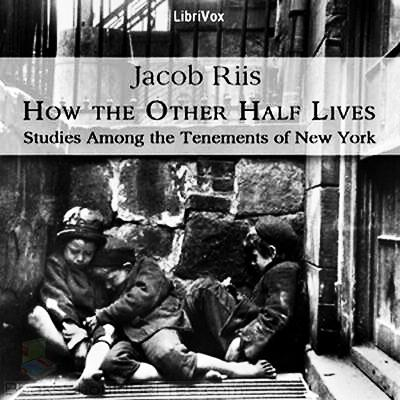 LibriVox
Jacob Riis
How the Other Half Lives
Studies Among the Tenements of New York